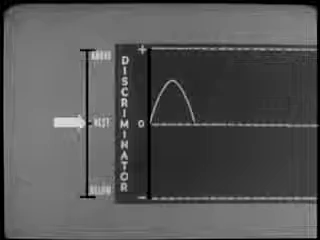 ABOVE
+
DISCRIMINATOR
REST
0
BELOW
-